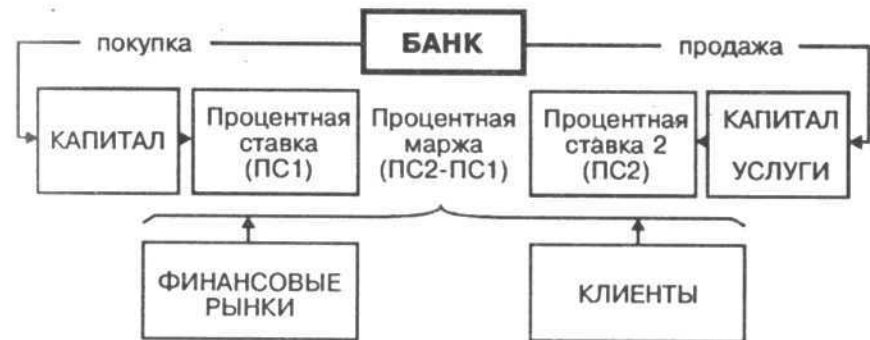 покупка
БАНК
продажа
КАПИТАЛ
Процентная
ставка
(ПС1)
Процентная
маржа
(ПС2-ПС1)
Процентная
ставка 2
(ПС2)
КАПИТАЛ
УСЛУГИ
ФИНАНСОВЫЕ
РЫНКИ
КЛИЕНТЫ